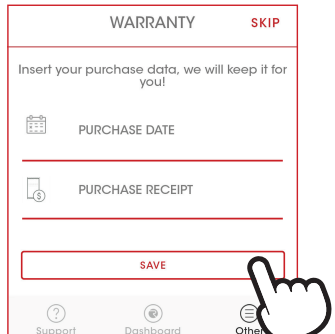 WARRANTY SKIP
Insert your purchase data, we will keep it for
you!
PURCHASE DATE
PURCHASE RECEIPT
$
SAVE
?
Support Dashboard Other